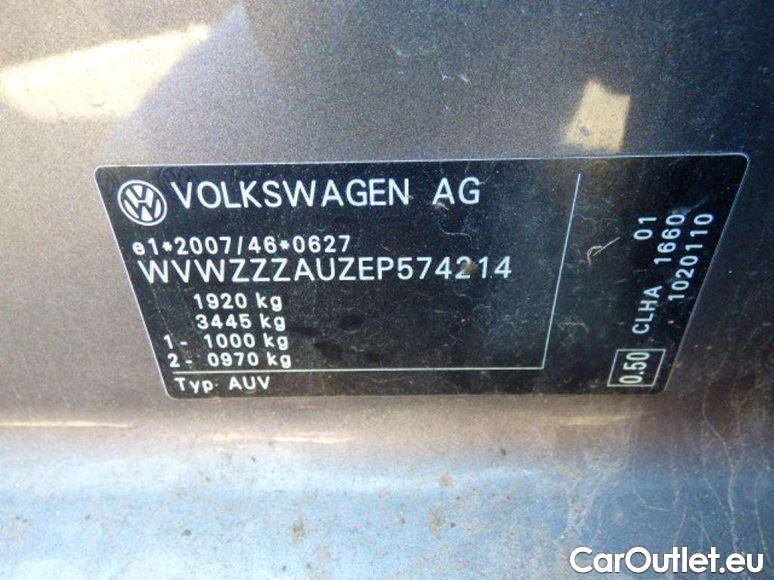 VOLKSWAGEN AG
e1*2007/46*0627
WVWZZZAUZEP574214
1920 kg
3445 kg
1- 1000 kg
2- 0970 kg
Typ AUV
01
CLHA 1660
0.50 1020110
CarOutlet.eu